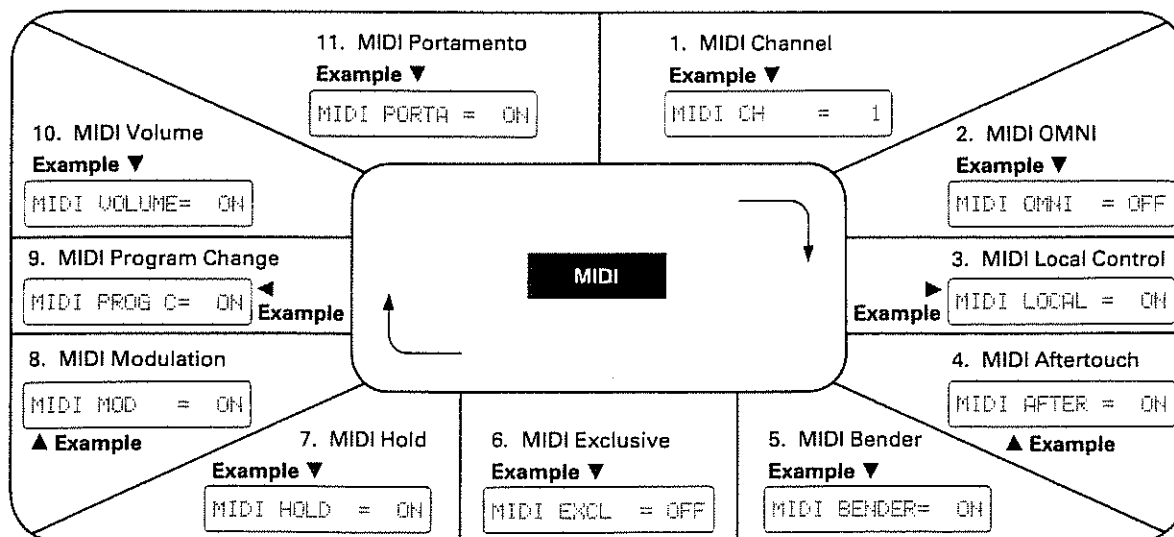 11. MIDI Portamento
Example ▼
MIDI PORTA = ON
1. MIDI Channel
Example ▼
MIDI CH = 1
10. MIDI Volume
Example ▼
MIDI VOLUME= ON
2. MIDI OMNI
Example ▼
MIDI OMNI = OFF
9. MIDI Program Change
MIDI PROG C= ON
◀ Example
MIDI
3. MIDI Local Control
▶ Example
MIDI LOCAL = ON
8. MIDI Modulation
MIDI MOD = ON
▲ Example
4. MIDI Aftertouch
MIDI AFTER = ON
▲ Example
7. MIDI Hold
Example ▼
MIDI HOLD = ON
6. MIDI Exclusive
Example ▼
MIDI EXCL = OFF
5. MIDI Bender
Example ▼
MIDI BENDER= ON